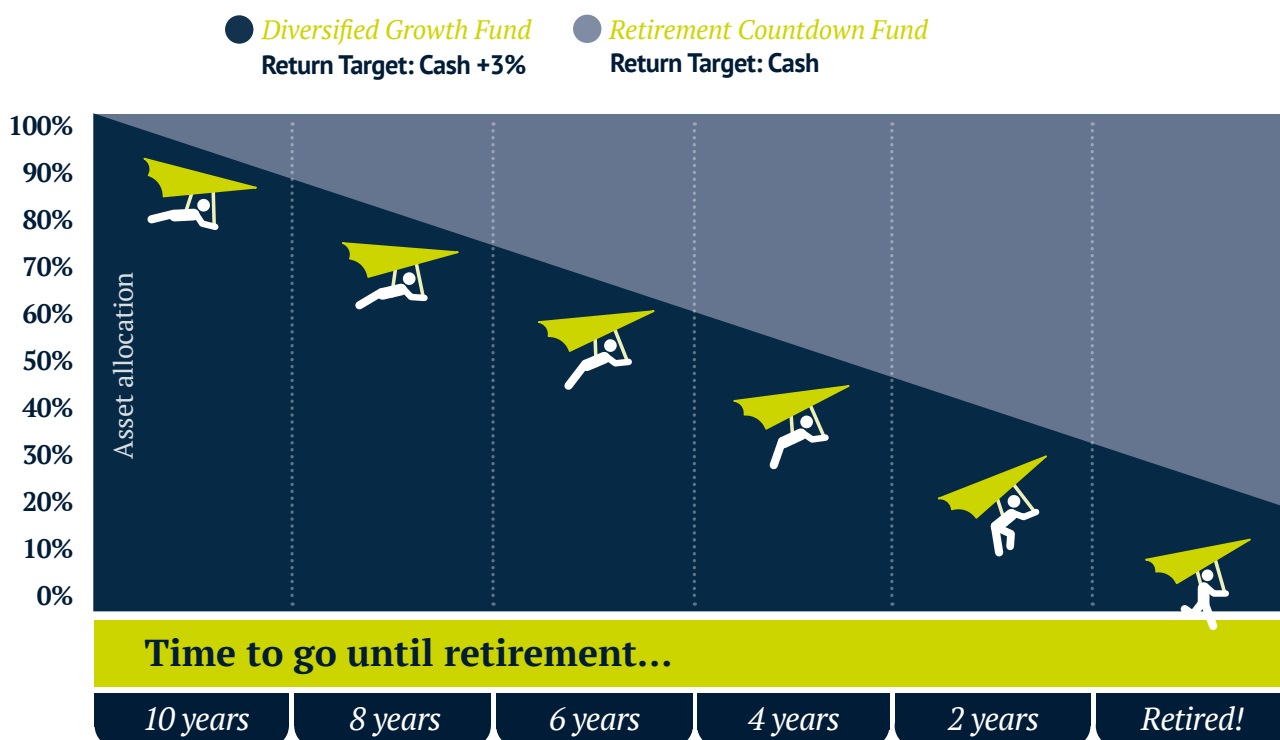 Diversified Growth Fund
Return Target: Cash +3%
Retirement Countdown Fund
Return Target: Cash
100%
90%
80%
70%
60%
50%
40%
30%
20%
10%
0%
Asset allocation
Time to go until retirement...
10 years
8 years
6 years
4 years
2 years
Retired!